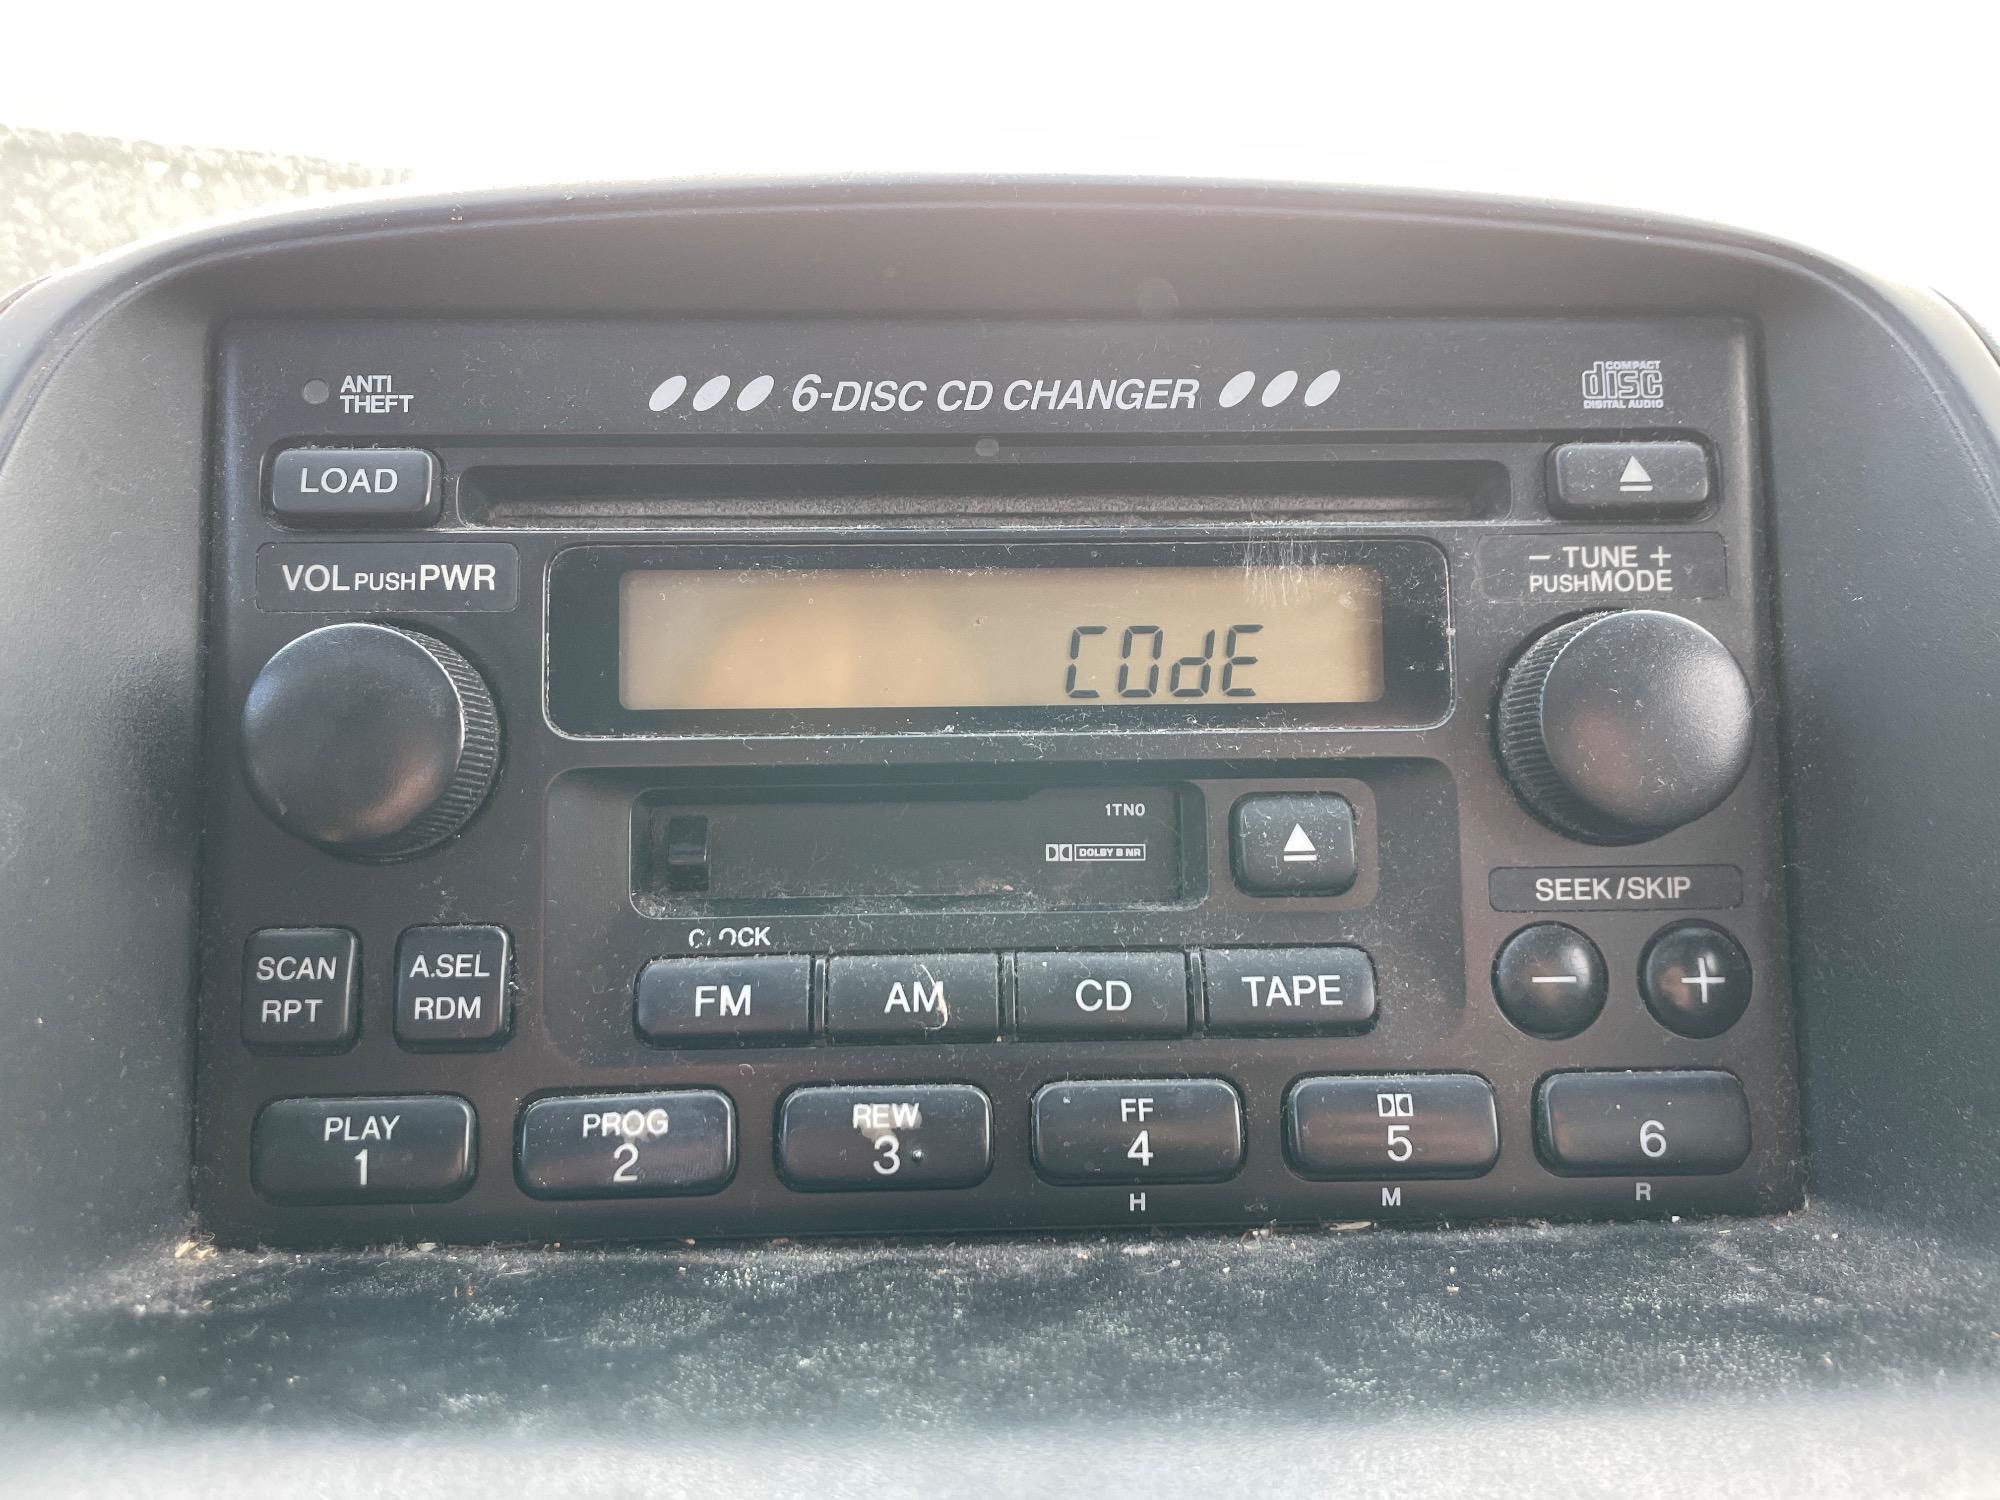 ANTI
THEFT
6-DISC CD CHANGER
COMPACT
disc
DIGITAL AUDIO
LOAD
VOL PUSH PWR
- TUNE +
PUSH MODE
COdE
1TN0
DOLBY B NR
SEEK/SKIP
CLOCK
SCAN
RPT
A.SEL
RDM
FM
AM
CD
TAPE
-
+
PLAY
1
PROG
2
REW
3
FF
4
5
6
H
M
R